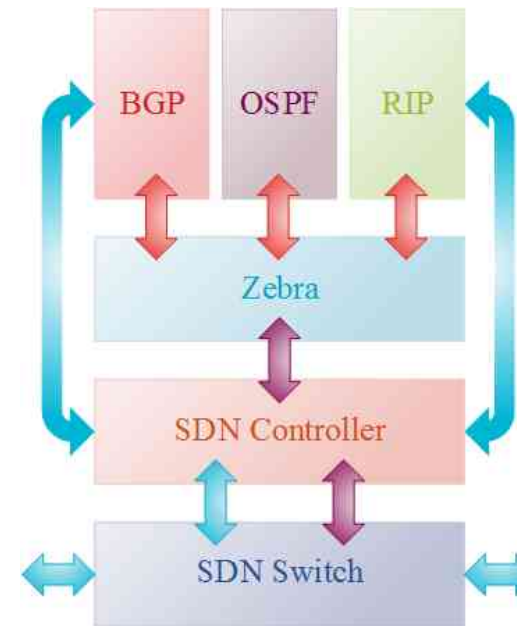 BGP
OSPF
RIP
Zebra
SDN Controller
SDN Switch